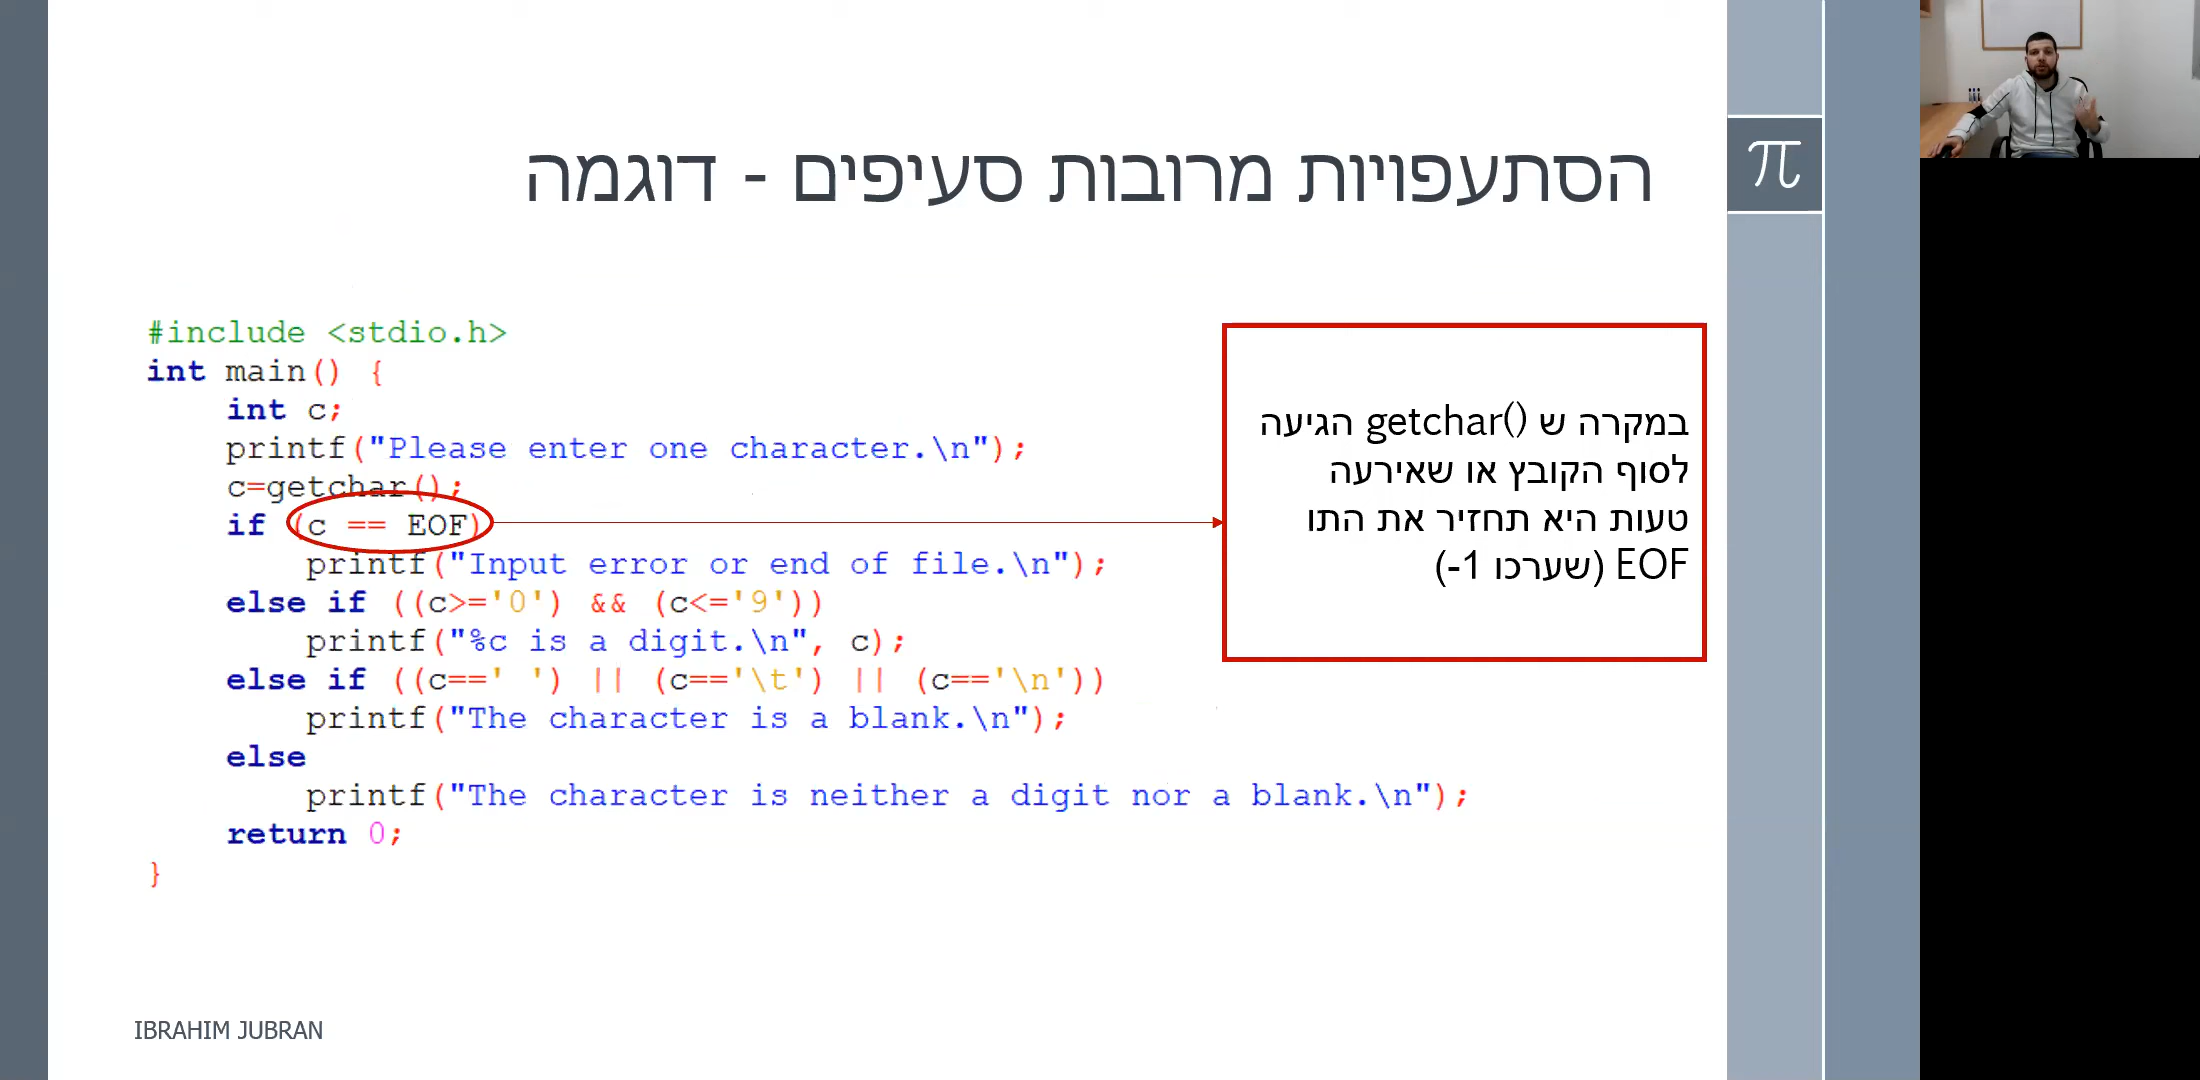 הסתעפויות מרובות סעיפים - דוגמה
π
#include <stdio.h>
int main() {
    int c;
    printf("Please enter one character.\n");
    c=getchar();
    if (c == EOF)
        printf("Input error or end of file.\n");
    else if ((c>='0') && (c<='9'))
        printf("%c is a digit.\n", c);
    else if ((c==' ') || (c=='\t') || (c=='\n'))
        printf("The character is a blank.\n");
    else
        printf("The character is neither a digit nor a blank.\n");
    return 0;
}
במקרה ש getchar() הגיעה
לסוף הקובץ או שאירעה
טעות היא תחזיר את התו
EOF (שערכו 1-)
IBRAHIM JUBRAN